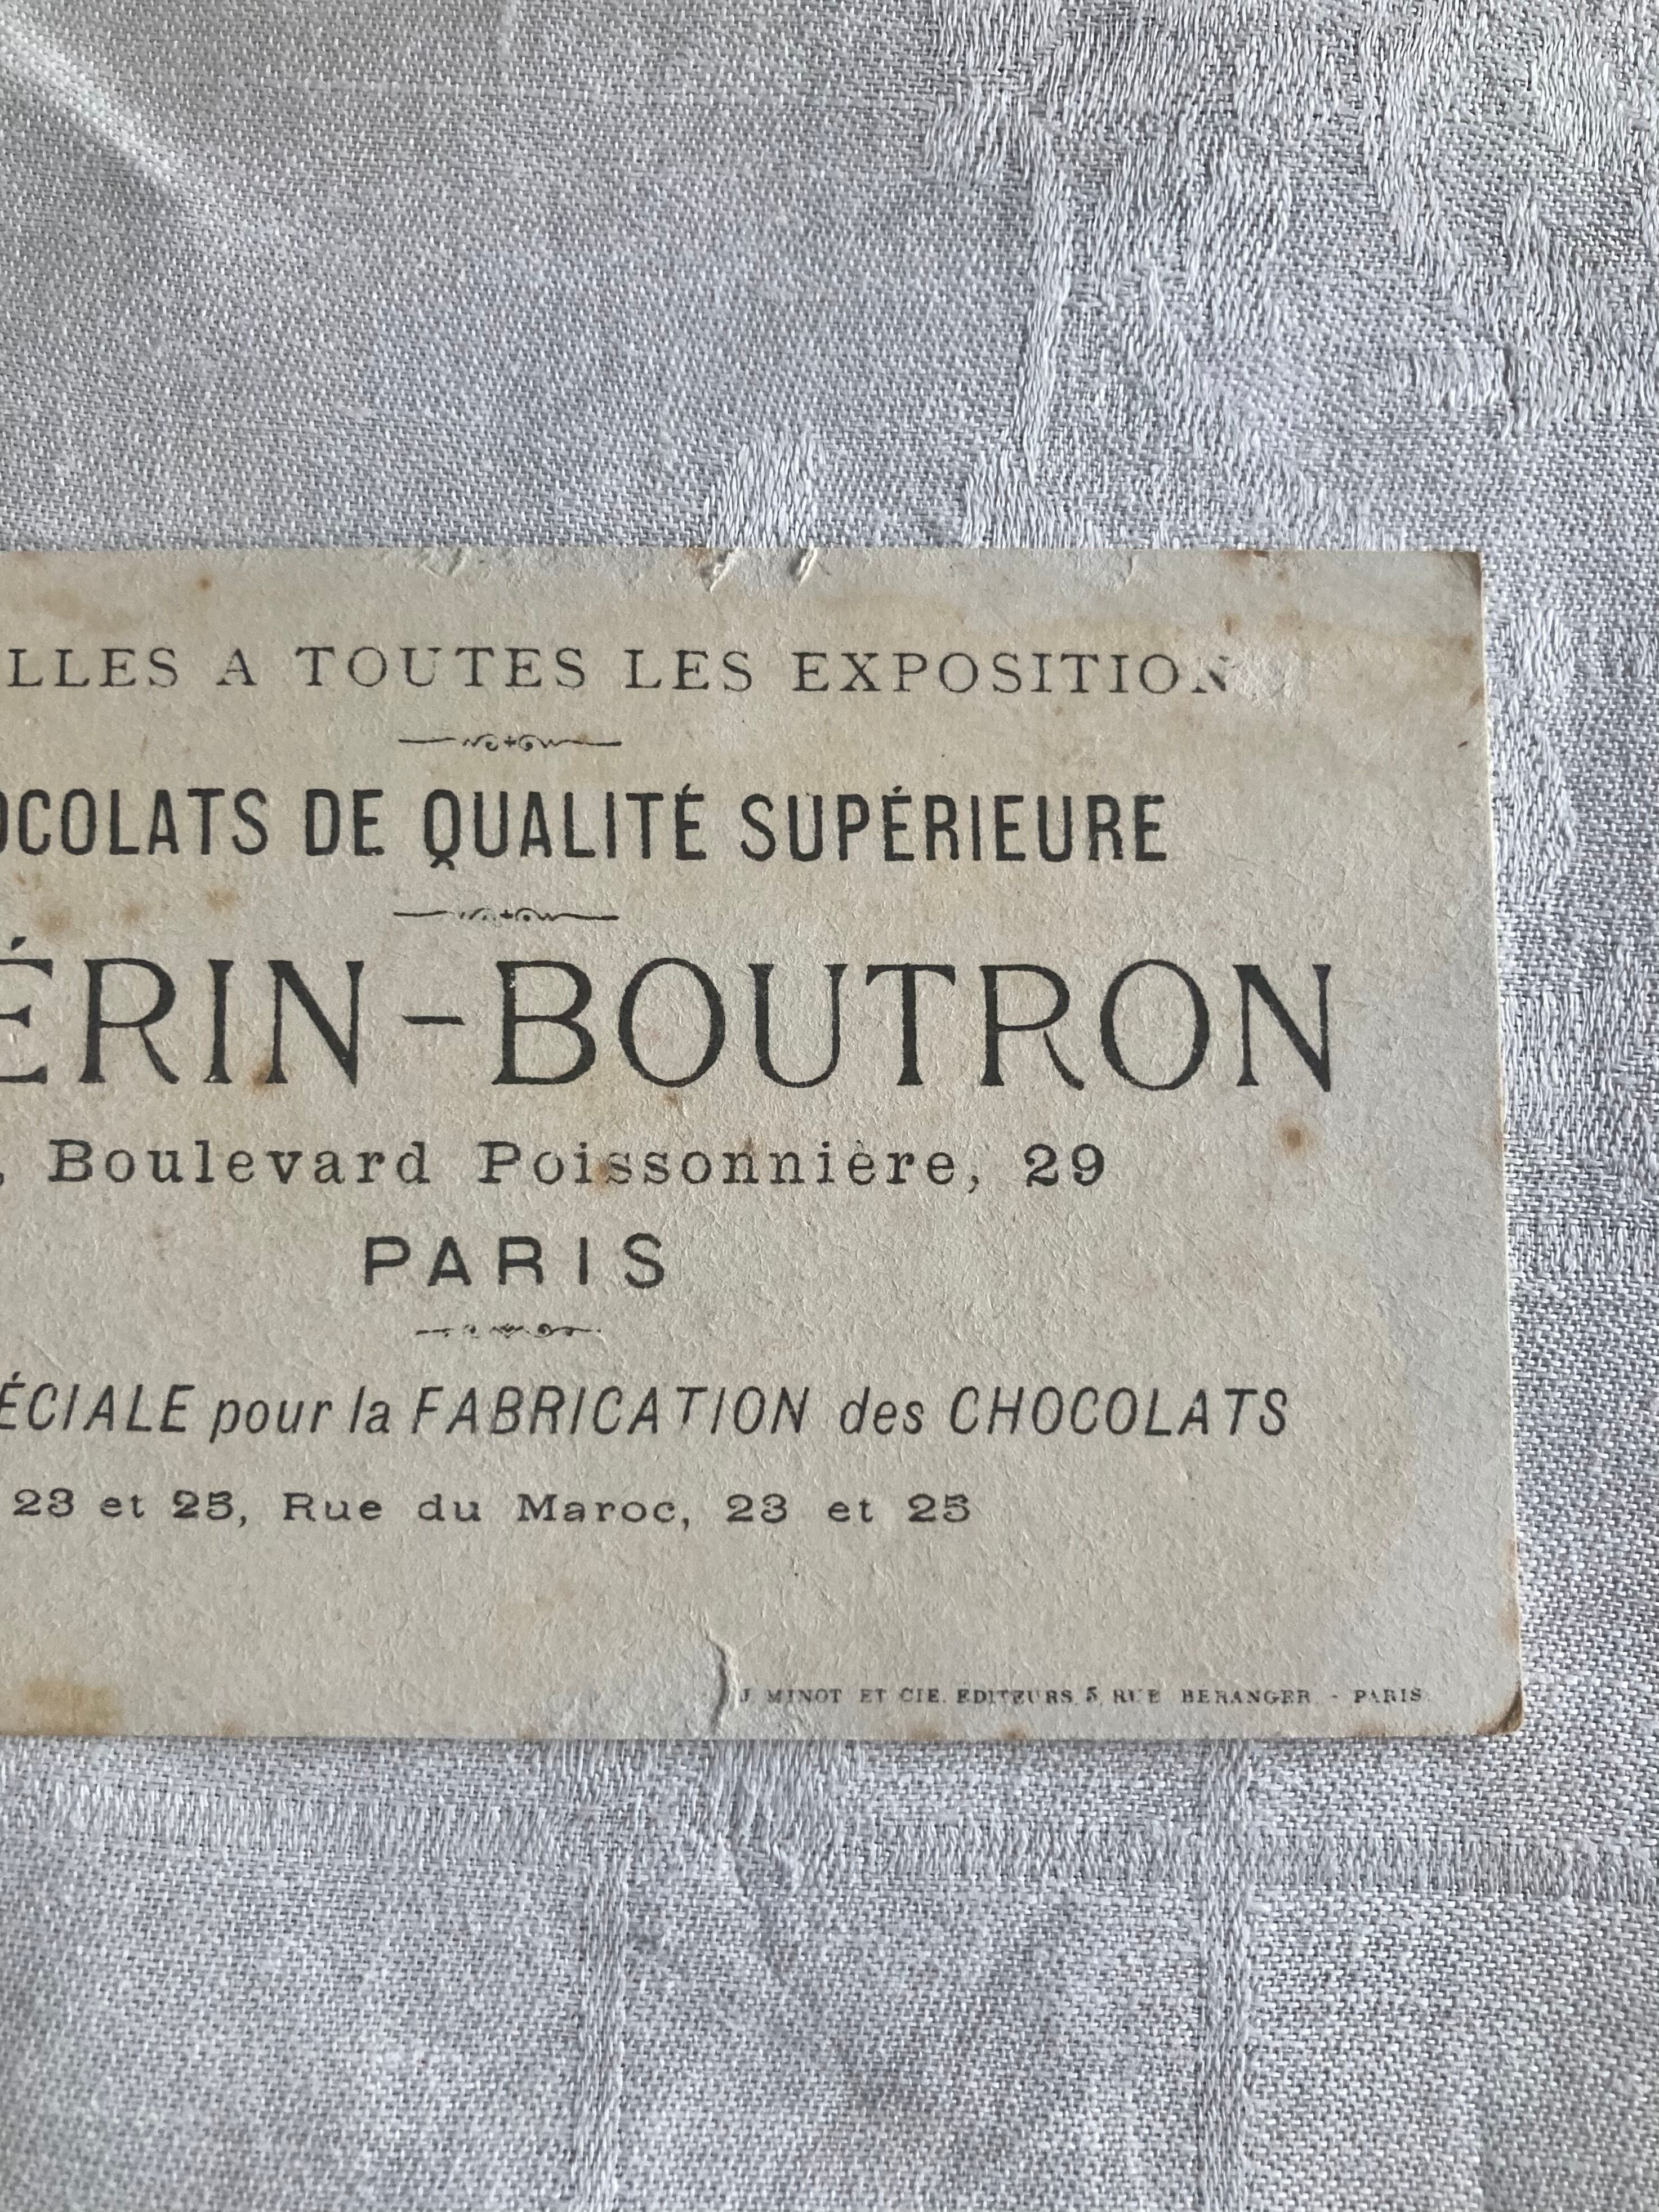 LLES A TOUTES LES EXPOSITION
OCOLATS DE QUALITÉ SUPÉRIEURE
ÉRIN-BOUTRON
, Boulevard Poissonnière, 29
PARIS
ÉCIALE pour la FABRICATION des CHOCOLATS
23 et 25, Rue du Maroc, 23 et 25
J. MINOT ET CIE. EDITEURS, 5, RUE BERANGER - PARIS.